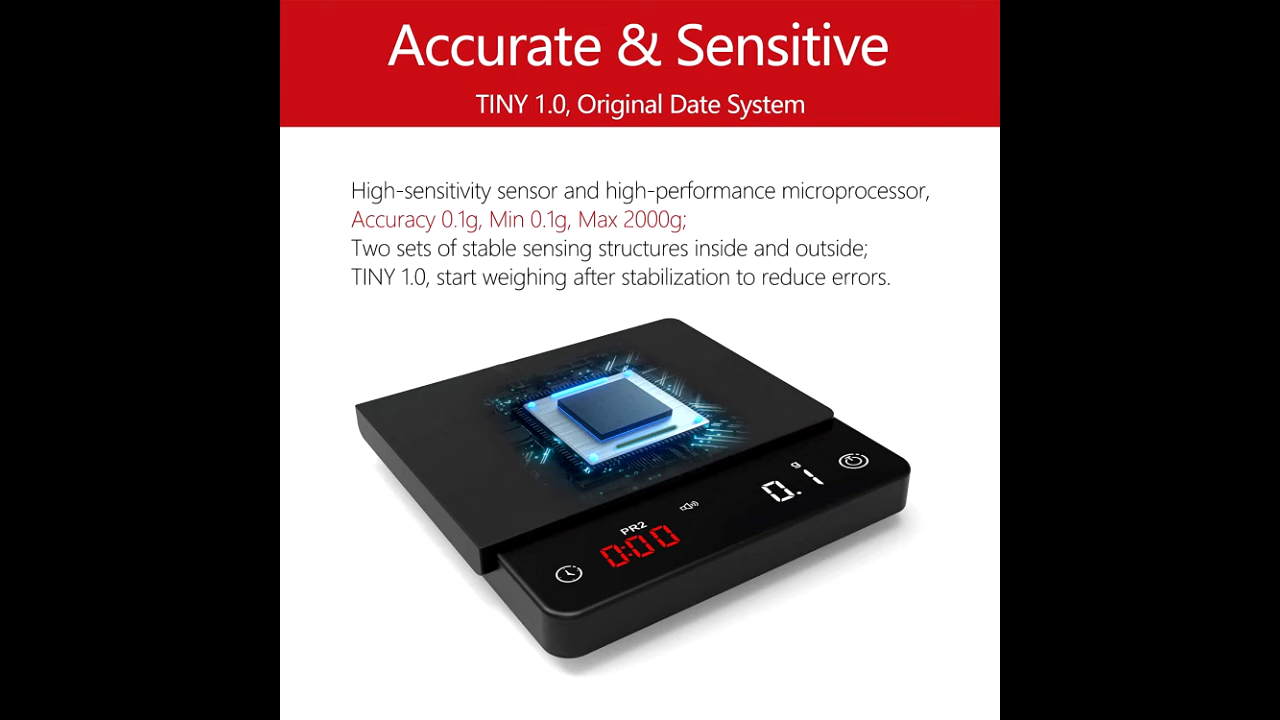 Accurate & Sensitive
TINY 1.0, Original Date System
High-sensitivity sensor and high-performance microprocessor,
Accuracy 0.1g, Min 0.1g, Max 2000g;
Two sets of stable sensing structures inside and outside;
TINY 1.0, start weighing after stabilization to reduce errors.
g
0.1
PR2
0:00